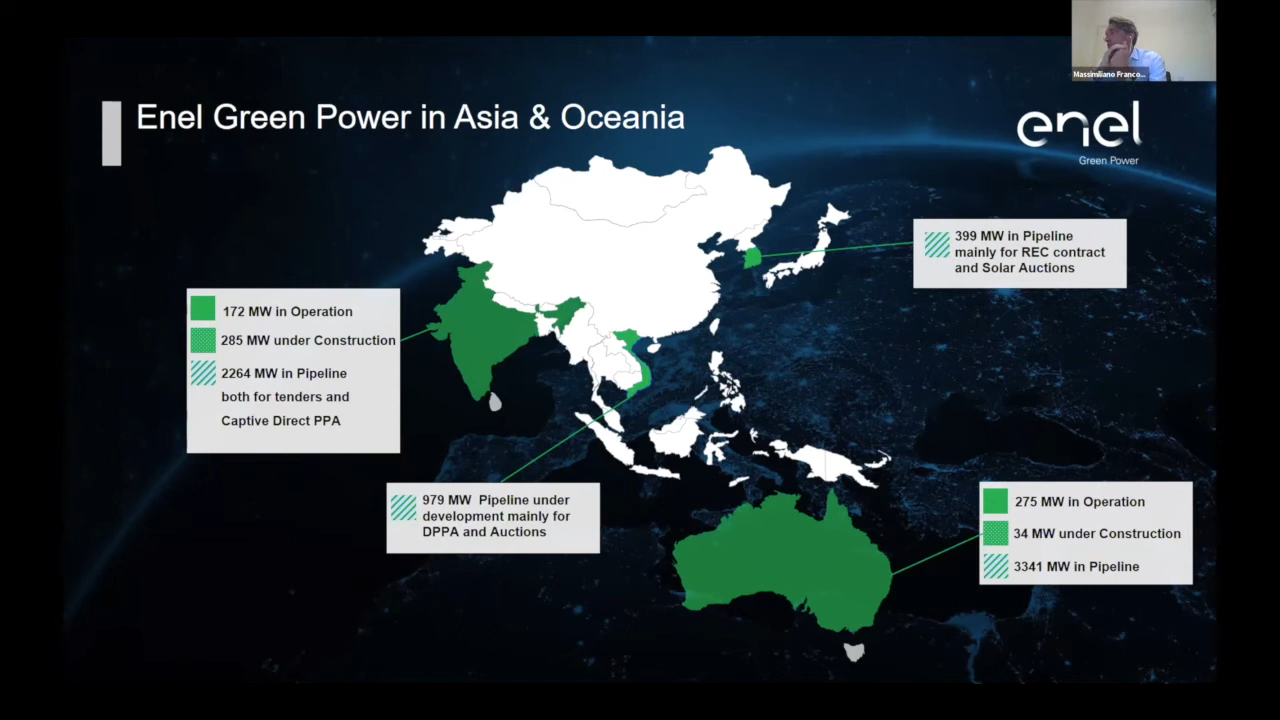 Massimiliano Franco...
Enel Green Power in Asia & Oceania
enel
Green Power
399 MW in Pipeline
mainly for REC contract
and Solar Auctions
172 MW in Operation
285 MW under Construction
2264 MW in Pipeline
both for tenders and
Captive Direct PPA
979 MW Pipeline under
development mainly for
DPPA and Auctions
275 MW in Operation
34 MW under Construction
3341 MW in Pipeline